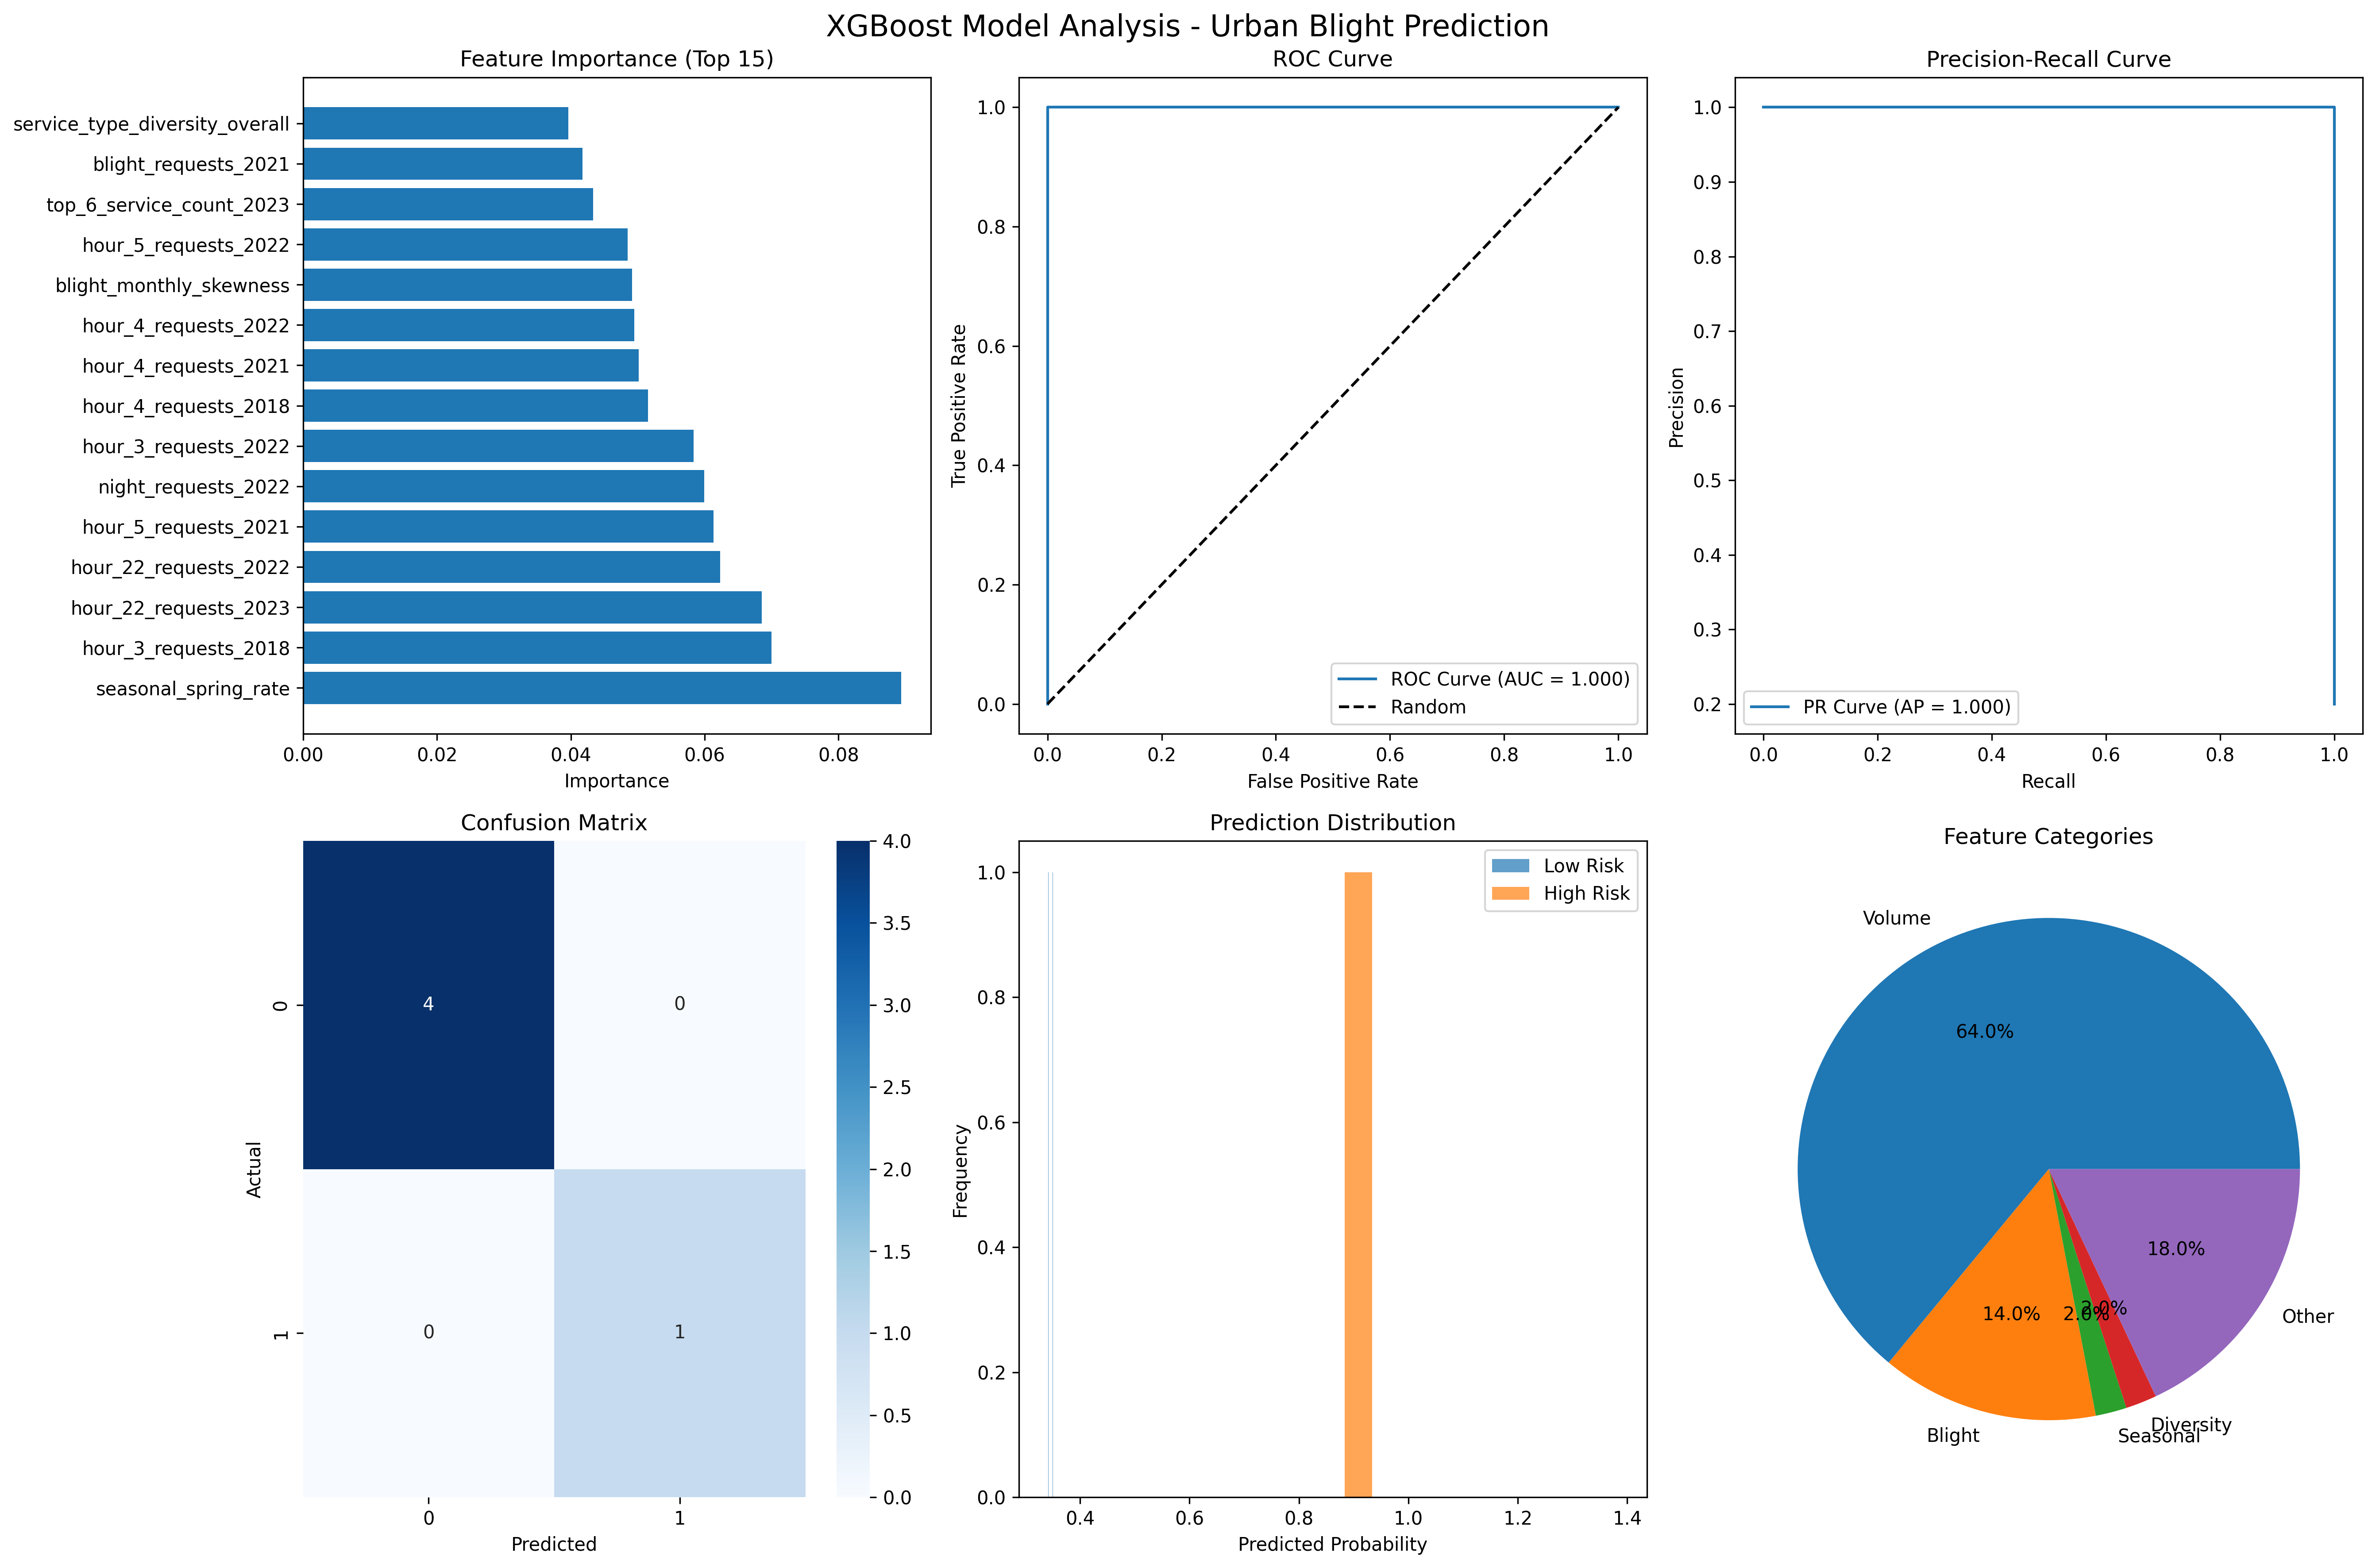 XGBoost Model Analysis - Urban Blight Prediction
Feature Importance (Top 15)
service_type_diversity_overall
blight_requests_2021
top_6_service_count_2023
hour_5_requests_2022
blight_monthly_skewness
hour_4_requests_2022
hour_4_requests_2021
hour_4_requests_2018
hour_3_requests_2022
night_requests_2022
hour_5_requests_2021
hour_22_requests_2022
hour_22_requests_2023
hour_3_requests_2018
seasonal_spring_rate
0.00 0.02 0.04 0.06 0.08
Importance
ROC Curve
True Positive Rate
1.0
0.8
0.6
0.4
0.2
0.0
ROC Curve (AUC = 1.000)
Random
0.0 0.2 0.4 0.6 0.8 1.0
False Positive Rate
Precision-Recall Curve
Precision
1.0
0.9
0.8
0.7
0.6
0.5
0.4
0.3
0.2
PR Curve (AP = 1.000)
0.0 0.2 0.4 0.6 0.8 1.0
Recall
Confusion Matrix
Actual
0
4 0
1
0 1
0 1
Predicted
4.0
3.5
3.0
2.5
2.0
1.5
1.0
0.5
0.0
Prediction Distribution
Frequency
1.0
0.8
0.6
0.4
0.2
0.0
Low Risk
High Risk
0.4 0.6 0.8 1.0 1.2 1.4
Predicted Probability
Feature Categories
Volume
64.0%
18.0%
14.0%
2.0%
2.0%
Other
Blight
Seasonal
Diversity